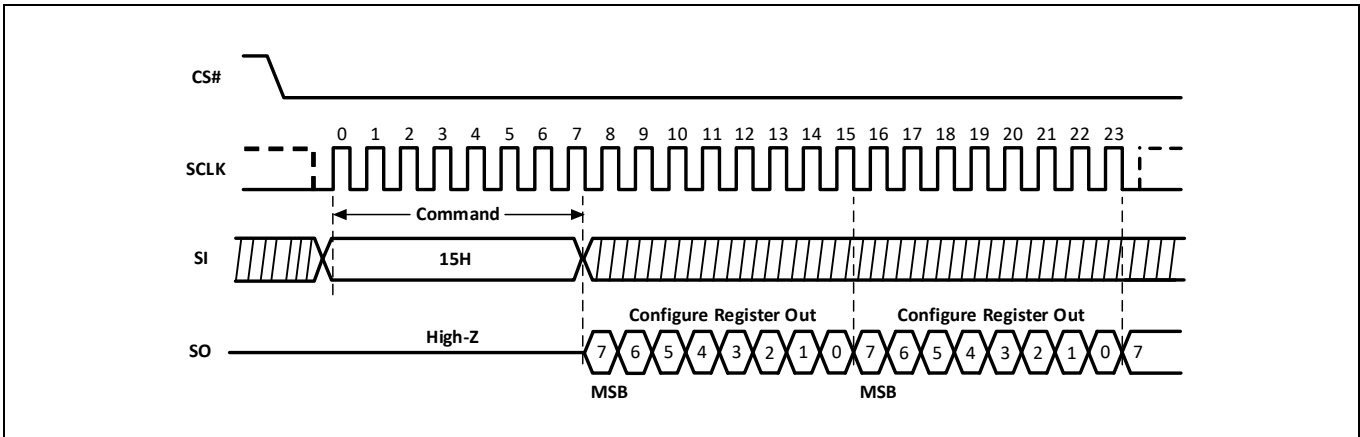 CS#
0 1 2 3 4 5 6 7 8 9 10 11 12 13 14 15 16 17 18 19 20 21 22 23
SCLK
Command
SI
15H
Configure Register Out Configure Register Out
High-Z
SO
7 6 5 4 3 2 1 0 7 6 5 4 3 2 1 0 7
MSB MSB